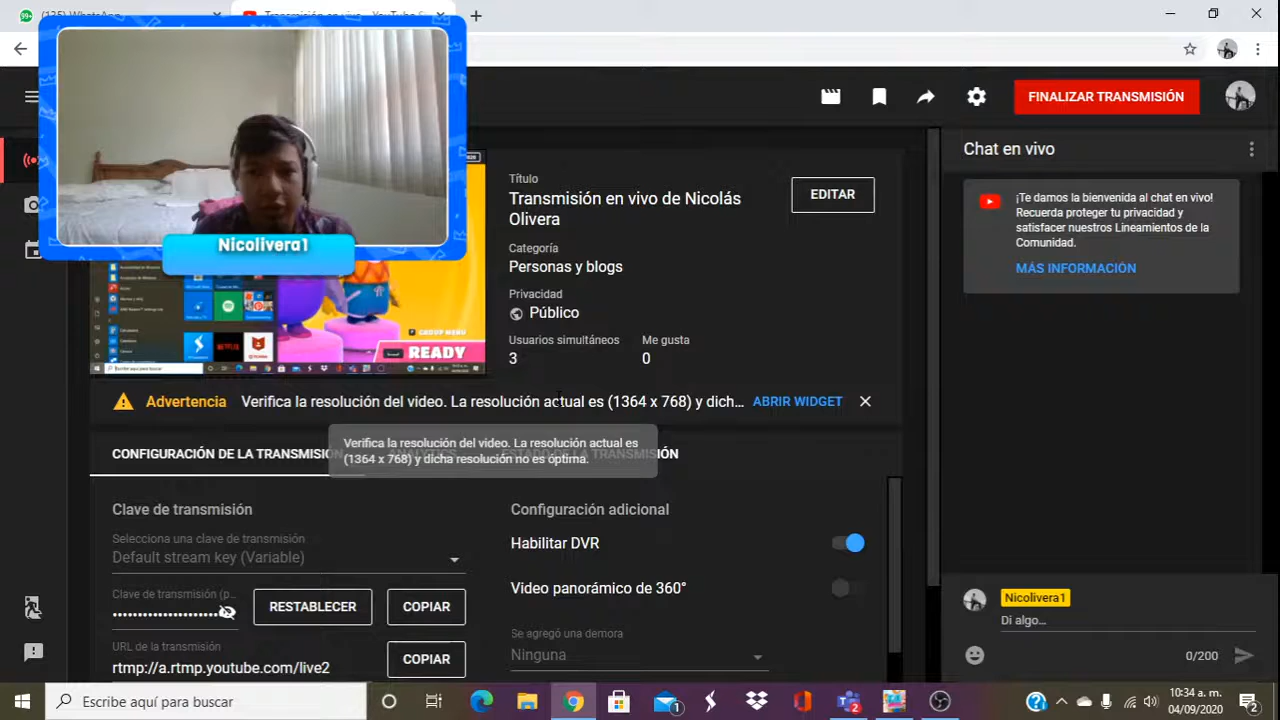 WhatsApp
FINALIZAR TRANSMISIÓN
Nicolivera1
READY
Título
Transmisión en vivo de Nicolás
Olivera
EDITAR
Categoría
Personas y blogs
Privacidad
Público
Usuarios simultáneos
3
Me gusta
0
Advertencia
Verifica la resolución del video. La resolución actual es (1364 x 768) y dich...
ABRIR WIDGET
Verifica la resolución del video. La resolución actual es
(1364 x 768) y dicha resolución no es óptima.
CONFIGURACIÓN DE LA TRANSMISIÓN
ANALYTICS
ESTADO DE LA TRANSMISIÓN
Clave de transmisión
Selecciona una clave de transmisión
Default stream key (Variable)
Clave de transmisión (p...
RESTABLECER
COPIAR
URL de la transmisión
rtmp://a.rtmp.youtube.com/live2
COPIAR
Configuración adicional
Habilitar DVR
Video panorámico de 360°
Se agregó una demora
Ninguna
Chat en vivo
¡Te damos la bienvenida al chat en vivo!
Recuerda proteger tu privacidad y
satisfacer nuestros Lineamientos de la
Comunidad.
MÁS INFORMACIÓN
Nicolivera1
Di algo...
0/200
Escribe aquí para buscar
10:34 a. m.
04/09/2020